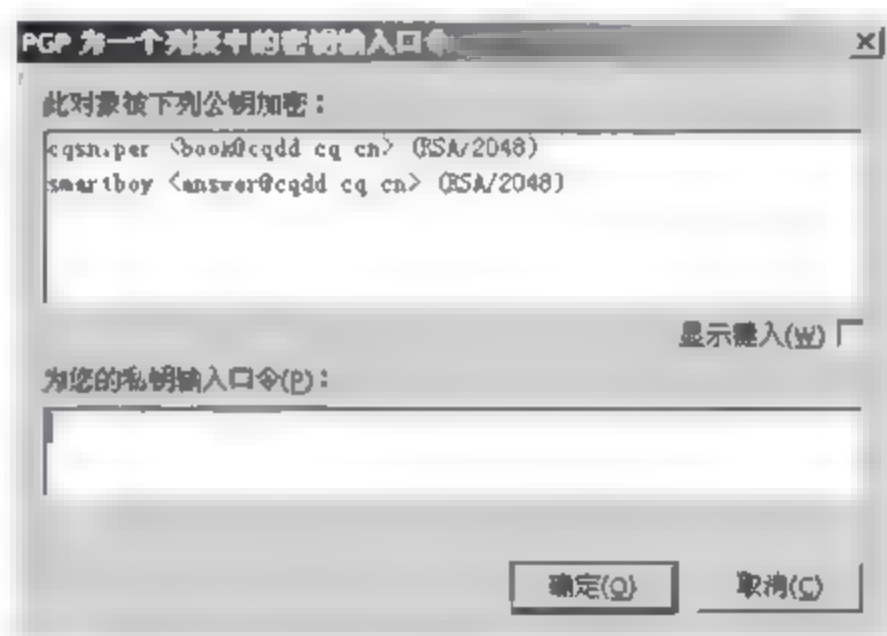 PGP 为一个列表中的密钥输入口令
此对象被下列公钥加密：
cqsn.per <book@cqdd cq cn> (RSA/2048)
smartboy <answer@cqdd cq cn> (RSA/2048)
显示键入(W)
为您的私钥输入口令(P)：
确定(O)
取消(C)